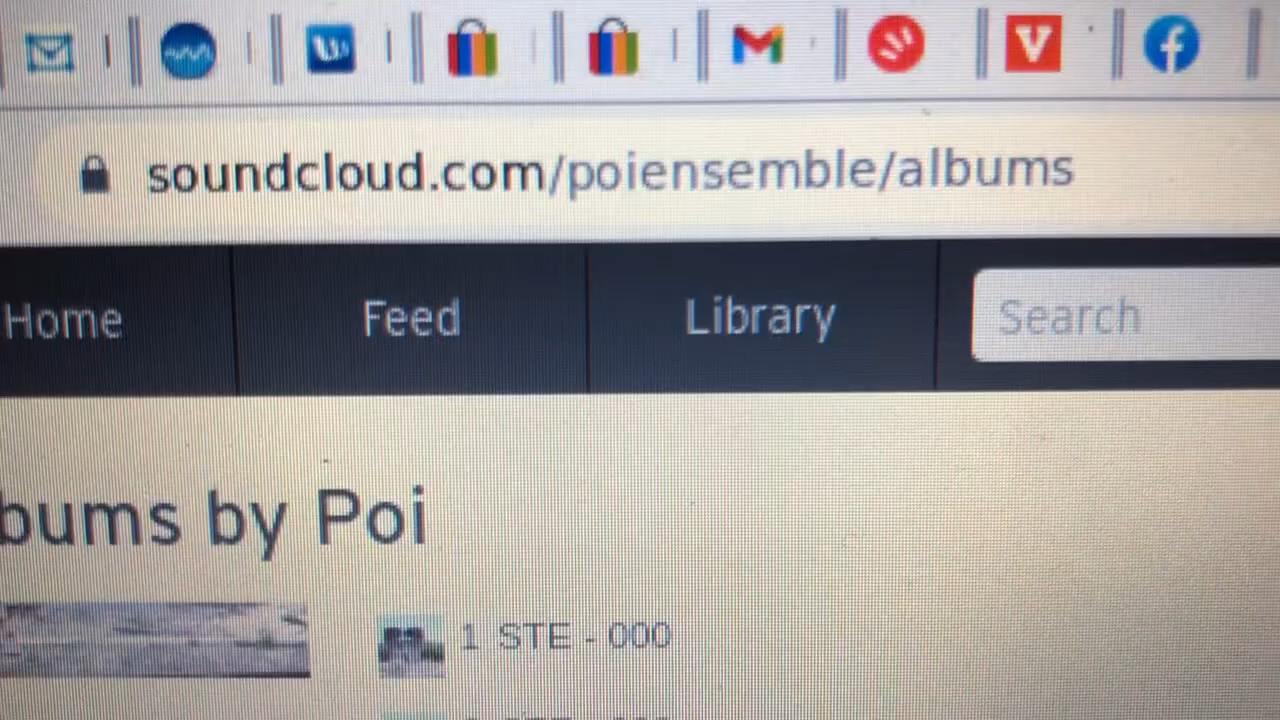 soundcloud.com/poiensemble/albums
Home Feed Library Search
bums by Poi
1 STE - 000